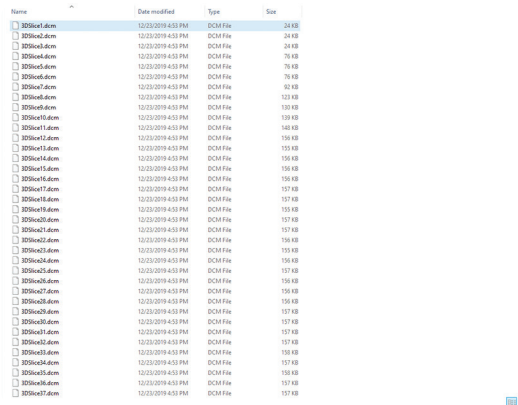 Name Date modified Type Size
3DSlice1.dcm 12/23/2019 4:53 PM DCM File 24 KB
3DSlice2.dcm 12/23/2019 4:53 PM DCM File 24 KB
3DSlice3.dcm 12/23/2019 4:53 PM DCM File 24 KB
3DSlice4.dcm 12/23/2019 4:53 PM DCM File 76 KB
3DSlice5.dcm 12/23/2019 4:53 PM DCM File 76 KB
3DSlice6.dcm 12/23/2019 4:53 PM DCM File 76 KB
3DSlice7.dcm 12/23/2019 4:53 PM DCM File 92 KB
3DSlice8.dcm 12/23/2019 4:53 PM DCM File 123 KB
3DSlice9.dcm 12/23/2019 4:53 PM DCM File 130 KB
3DSlice10.dcm 12/23/2019 4:53 PM DCM File 139 KB
3DSlice11.dcm 12/23/2019 4:53 PM DCM File 148 KB
3DSlice12.dcm 12/23/2019 4:53 PM DCM File 156 KB
3DSlice13.dcm 12/23/2019 4:53 PM DCM File 155 KB
3DSlice14.dcm 12/23/2019 4:53 PM DCM File 156 KB
3DSlice15.dcm 12/23/2019 4:53 PM DCM File 156 KB
3DSlice16.dcm 12/23/2019 4:53 PM DCM File 156 KB
3DSlice17.dcm 12/23/2019 4:53 PM DCM File 157 KB
3DSlice18.dcm 12/23/2019 4:53 PM DCM File 157 KB
3DSlice19.dcm 12/23/2019 4:53 PM DCM File 155 KB
3DSlice20.dcm 12/23/2019 4:53 PM DCM File 157 KB
3DSlice21.dcm 12/23/2019 4:53 PM DCM File 157 KB
3DSlice22.dcm 12/23/2019 4:53 PM DCM File 156 KB
3DSlice23.dcm 12/23/2019 4:53 PM DCM File 155 KB
3DSlice24.dcm 12/23/2019 4:53 PM DCM File 156 KB
3DSlice25.dcm 12/23/2019 4:53 PM DCM File 157 KB
3DSlice26.dcm 12/23/2019 4:53 PM DCM File 156 KB
3DSlice27.dcm 12/23/2019 4:53 PM DCM File 156 KB
3DSlice28.dcm 12/23/2019 4:53 PM DCM File 156 KB
3DSlice29.dcm 12/23/2019 4:53 PM DCM File 157 KB
3DSlice30.dcm 12/23/2019 4:53 PM DCM File 157 KB
3DSlice31.dcm 12/23/2019 4:53 PM DCM File 157 KB
3DSlice32.dcm 12/23/2019 4:53 PM DCM File 157 KB
3DSlice33.dcm 12/23/2019 4:53 PM DCM File 158 KB
3DSlice34.dcm 12/23/2019 4:53 PM DCM File 157 KB
3DSlice35.dcm 12/23/2019 4:53 PM DCM File 158 KB
3DSlice36.dcm 12/23/2019 4:53 PM DCM File 157 KB
3DSlice37.dcm 12/23/2019 4:53 PM DCM File 157 KB